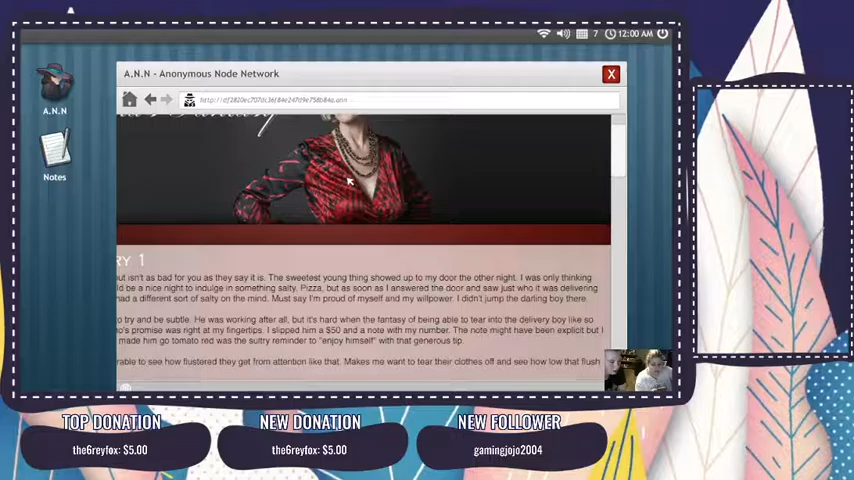 7 12:00 AM
A.N.N - Anonymous Node Network
X
A.N.N
Notes
RY 1
out isn't as bad for you as they say it is. The sweetest young thing showed up to my door the other night. I was only thinking
ld be a nice night to indulge in something salty. Pizza, but as soon as I answered the door and saw just who it was delivering
had a different sort of salty on the mind. Must say I'm proud of myself and my willpower. I didn't jump the darling boy there
to try and be subtle. He was working after all, but it's hard when the fantasy of being able to tear into the delivery boy like so
o's promise was right at my fingertips. I slipped him a $50 and a note with my number. The note might have been explicit but I
made him go tomato red was the sultry reminder to "enjoy himself" with that generous tip.
rable to see how flustered they get from attention like that. Makes me want to tear their clothes off and see how low that flush
TOP DONATION
NEW DONATION
NEW FOLLOWER
the6reyfox: $5.00
the6reyfox: $5.00
gamingjojo2004